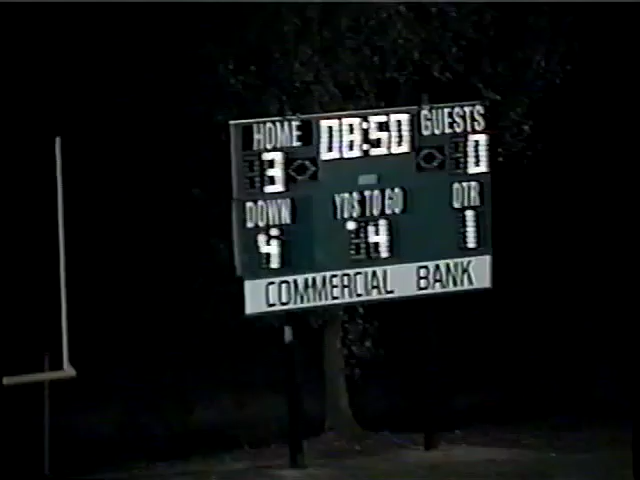 HOME 08:50 GUESTS
3 0
DOWN YDS TO GO QTR
4 4 1
COMMERCIAL BANK